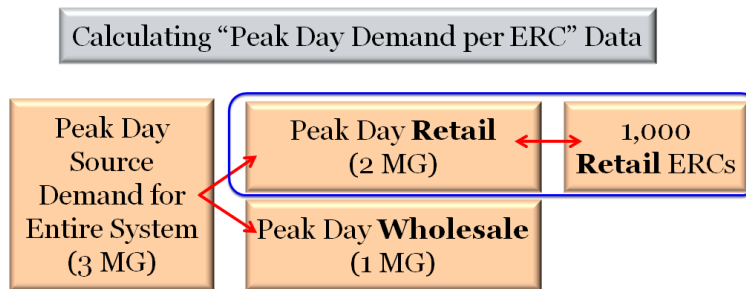 Calculating “Peak Day Demand per ERC” Data
Peak Day
Source
Demand for
Entire System
(3 MG)
Peak Day Retail
(2 MG)
1,000
Retail ERCs
Peak Day Wholesale
(1 MG)